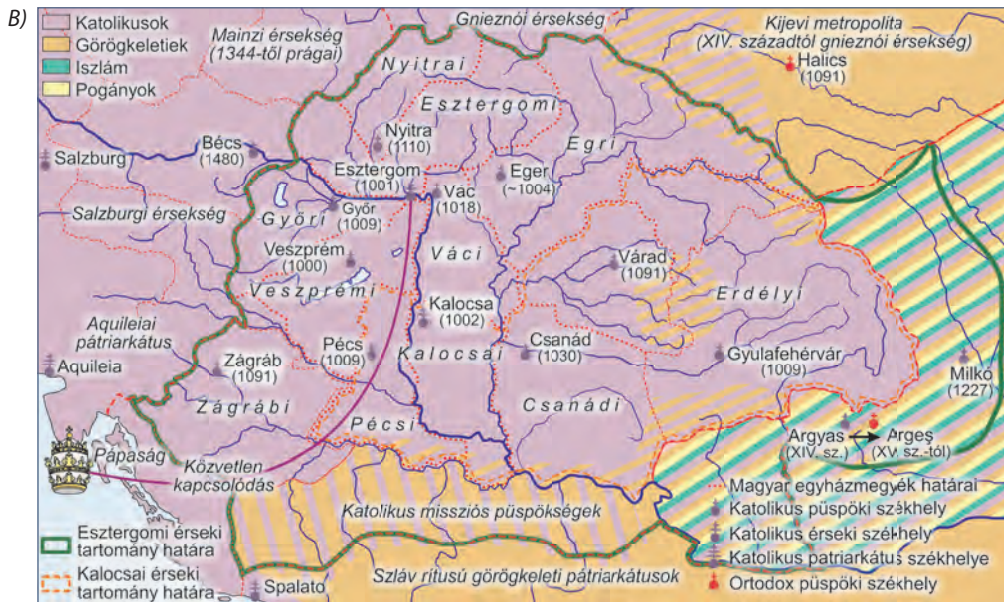 B)
Katolikusok
Görögkeletiek
Iszlám
Pogányok
Mainzi érsekség
(1344-től prágai)
Gnieznói érsekség
Kijevi metropolita
(XIV. századtól gnieznói érsekség)
Halics
(1091)
Nyitrai
Esztergomi
Egri
Nyitra
(1110)
Salzburg
Bécs
(1480)
Esztergom
(1001)
Vác
(1018)
Eger
(~1004)
Salzburgi érsekség
Győri
Győr
(1009)
Veszprém
(1000)
Veszprémi
Váci
Várad
(1091)
Erdélyi
Kalocsa
(1002)
Kalocsai
Aquileiai
pátriarkátus
Aquileia
Zágráb
(1091)
Zágrábi
Pécs
(1009)
Pécsi
Csanád
(1030)
Csanádi
Gyulafehérvár
(1009)
Milkó
(1227)
Argyas
(XIV. sz.)
Argeş
(XV. sz.-tól)
Pápaság
Közvetlen
kapcsolódás
Katolikus missziós püspökségek
Szláv rítusú görögkeleti pátriarkátusok
Spalato
Esztergomi érseki
tartomány határa
Kalocsai érseki
tartomány határa
Magyar egyházmegyék határai
Katolikus püspöki székhely
Katolikus érseki székhely
Katolikus patriarkátus székhelye
Ortodox püspöki székhely